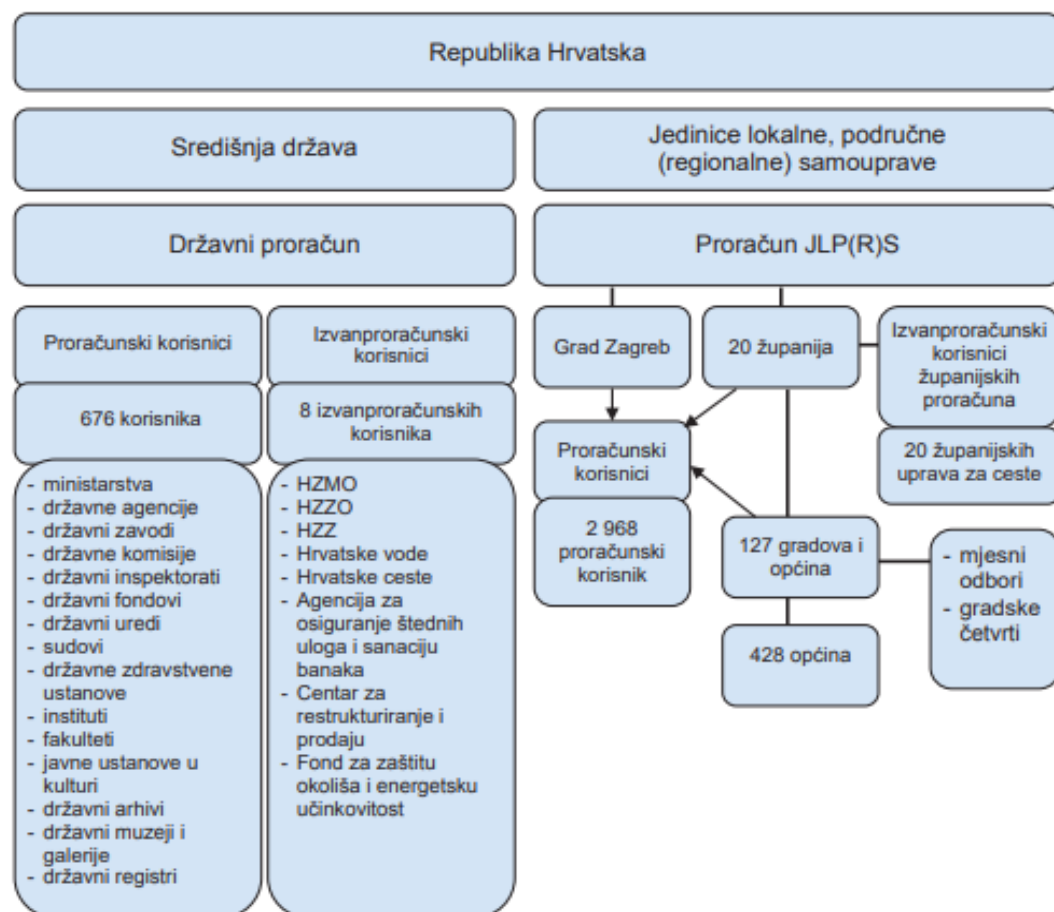 Republika Hrvatska
Središnja država
Jedinice lokalne, područne
(regionalne) samouprave
Državni proračun
Proračun JLP(R)S
Proračunski korisnici
Izvanproračunski
korisnici
676 korisnika
8 izvanproračunskih
korisnika
- ministarstva
- državne agencije
- državni zavodi
- državne komisije
- državni inspektorati
- državni fondovi
- državni uredi
- sudovi
- državne zdravstvene
ustanove
- instituti
- fakulteti
- javne ustanove u
kulturi
- državni arhivi
- državni muzeji i
galerije
- državni registri
- HZMO
- HZZO
- HZZ
- Hrvatske vode
- Hrvatske ceste
- Agencija za
osiguranje štednih
uloga i sanaciju
banaka
- Centar za
restrukturiranje i
prodaju
- Fond za zaštitu
okoliša i energetsku
učinkovitost
Grad Zagreb
20 županija
Izvanproračunski
korisnici
županijskih
proračuna
20 županijskih
uprava za ceste
Proračunski
korisnici
2 968
proračunski
korisnik
127 gradova i
općina
428 općina
- mjesni
odbori
- gradske
četvrti